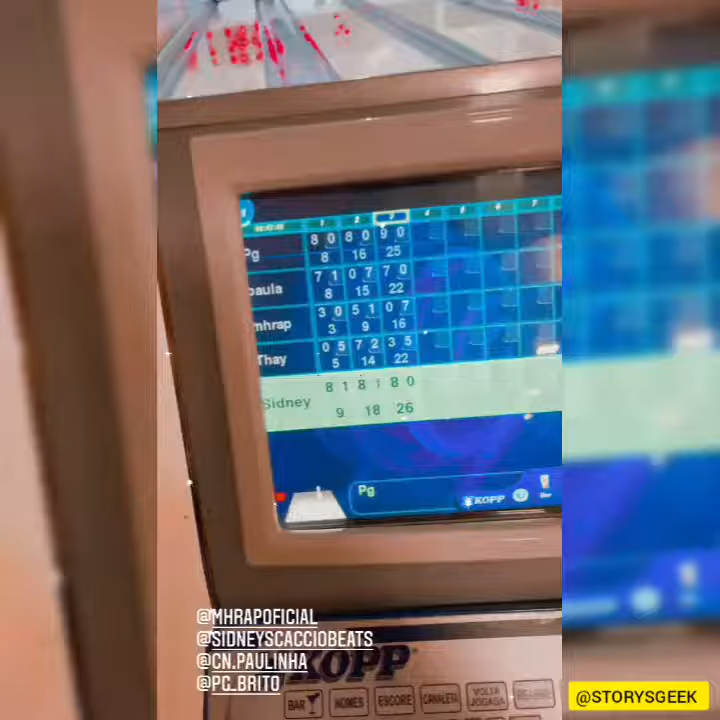 1 2 3 4 5 6 7
Pg 8 0 8 0 9 0
8 16 25
paula 7 1 0 7 7 0
8 15 22
mhrap 3 0 5 1 0 7
3 9 16
Thay 0 5 7 2 3 5
5 14 22
Sidney 8 1 8 1 8 0
9 18 26
Pg
KOPP
@MHRAPOFICIAL
@SIDNEYSCACCIOBEATS
@CN.PAULINHA
@PG_BRITO
KOPP
BAR NOMES ESCORE CANALETA VOLTA JOGADA
@STORYSGEEK